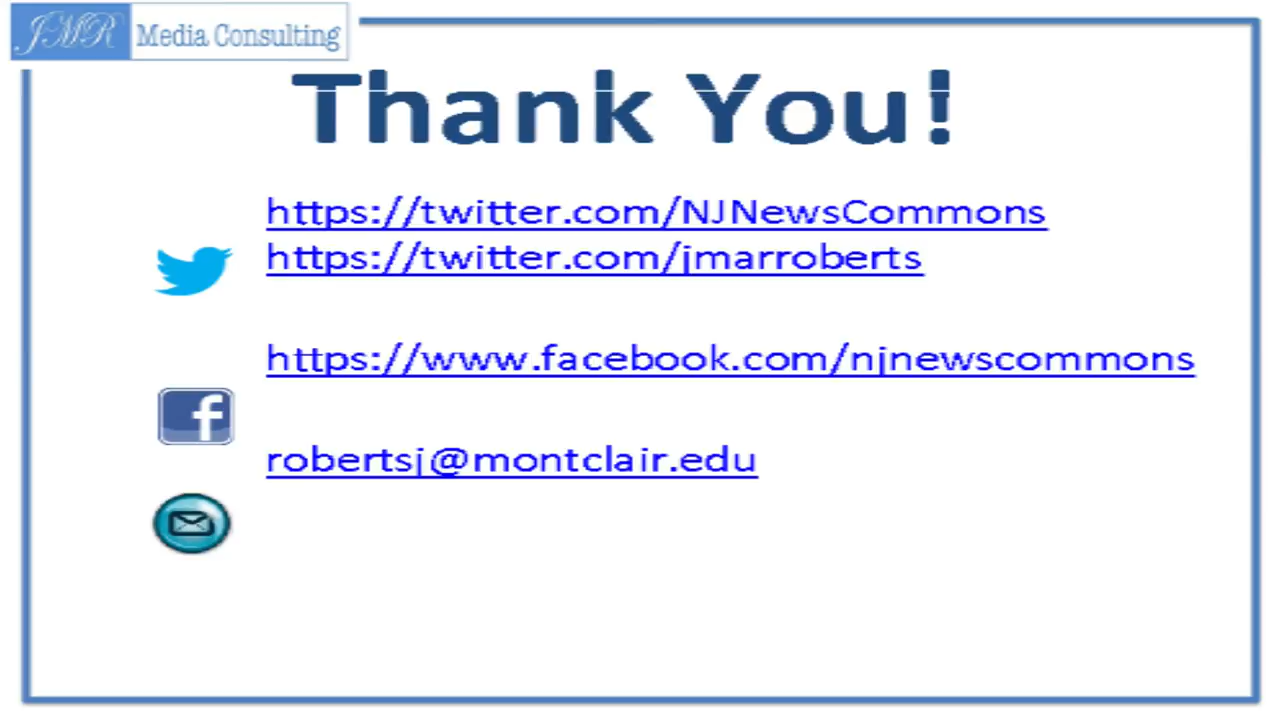 JMR Media Consulting
Thank You!
https://twitter.com/NJNewsCommons
https://twitter.com/jmarroberts
https://www.facebook.com/njnewscommons
robertsj@montclair.edu